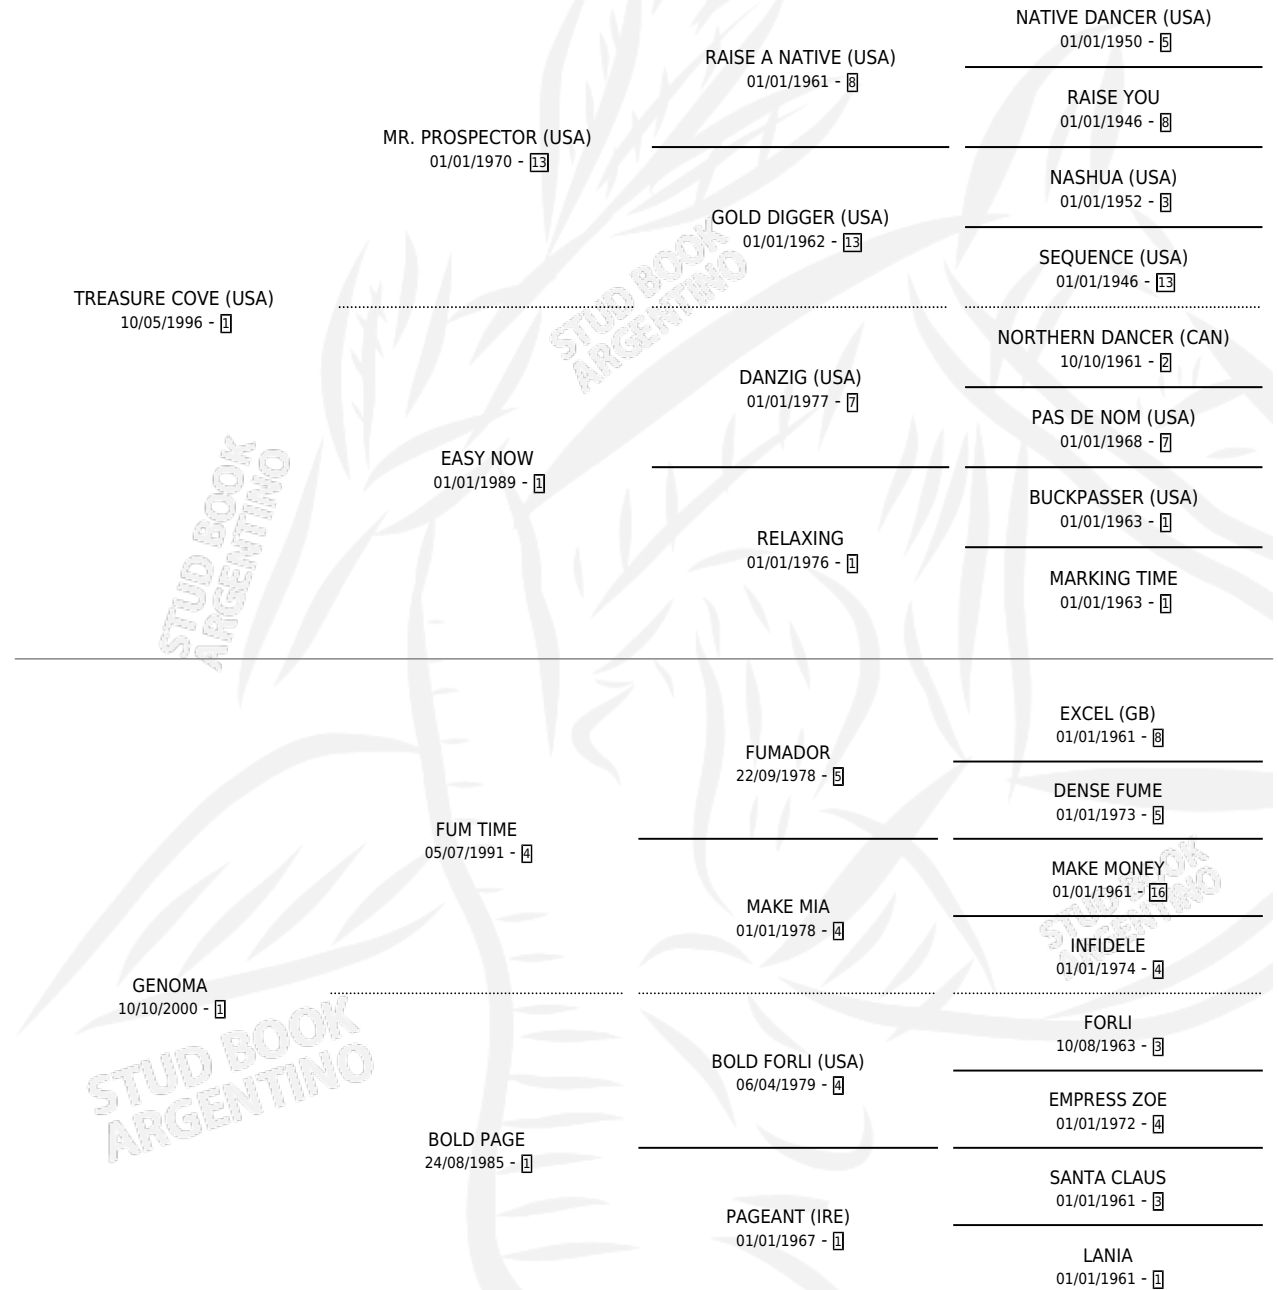 NATIVE DANCER (USA)
01/01/1950 - 5
RAISE A NATIVE (USA)
01/01/1961 - 8
RAISE YOU
01/01/1946 - 8
MR. PROSPECTOR (USA)
01/01/1970 - 13
NASHUA (USA)
01/01/1952 - 3
GOLD DIGGER (USA)
01/01/1962 - 13
SEQUENCE (USA)
01/01/1946 - 13
TREASURE COVE (USA)
10/05/1996 - 1
NORTHERN DANCER (CAN)
10/10/1961 - 2
DANZIG (USA)
01/01/1977 - 7
PAS DE NOM (USA)
01/01/1968 - 7
EASY NOW
01/01/1989 - 1
BUCKPASSER (USA)
01/01/1963 - 1
RELAXING
01/01/1976 - 1
MARKING TIME
01/01/1963 - 1
EXCEL (GB)
01/01/1961 - 8
FUMADOR
22/09/1978 - 5
DENSE FUME
01/01/1973 - 5
FUM TIME
05/07/1991 - 4
MAKE MONEY
01/01/1961 - 16
MAKE MIA
01/01/1978 - 4
INFIDELE
01/01/1974 - 4
GENOMA
10/10/2000 - 1
FORLI
10/08/1963 - 3
BOLD FORLI (USA)
06/04/1979 - 4
EMPRESS ZOE
01/01/1972 - 4
BOLD PAGE
24/08/1985 - 1
SANTA CLAUS
01/01/1961 - 3
PAGEANT (IRE)
01/01/1967 - 1
LANIA
01/01/1961 - 1
STUD BOOK
ARGENTINO
STUD BOOK
ARGENTINO
STUD BOOK
ARGENTINO
STUD BOOK
ARGENTINO